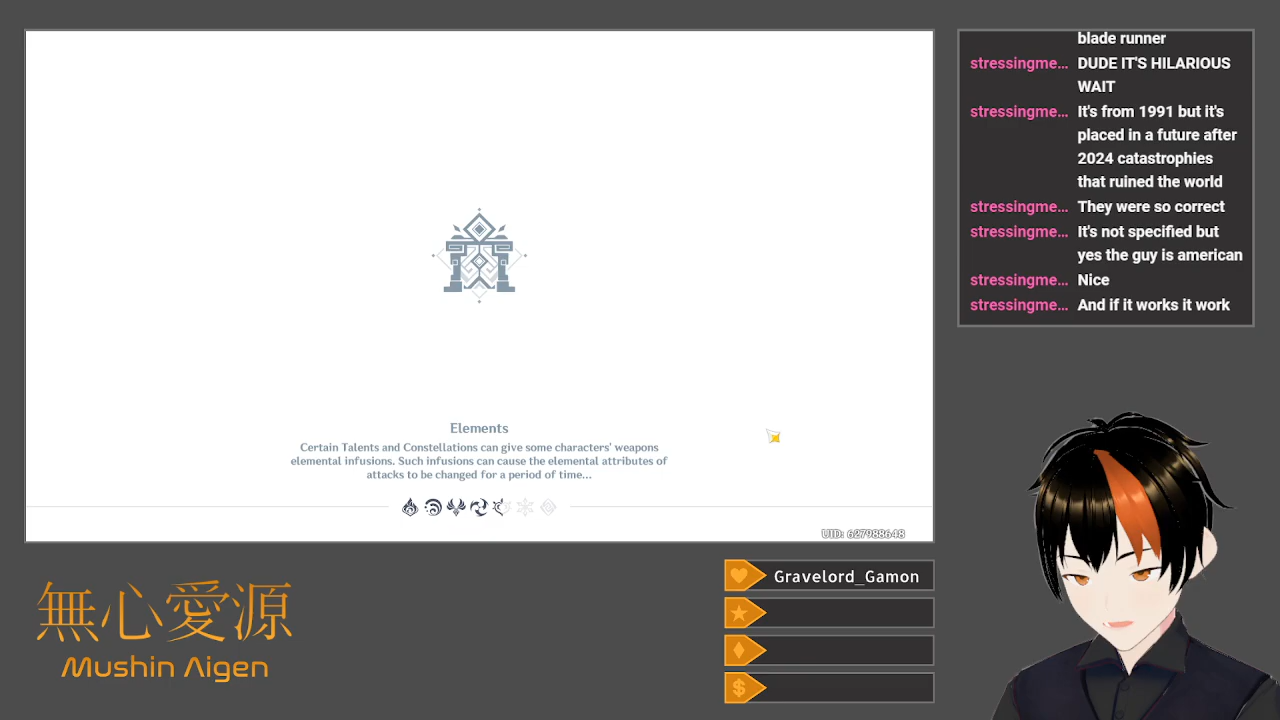 Elements
Certain Talents and Constellations can give some characters' weapons
elemental infusions. Such infusions can cause the elemental attributes of
attacks to be changed for a period of time...
UID: 627988648
blade runner
stressingme... DUDE IT'S HILARIOUS
WAIT
stressingme... It's from 1991 but it's
placed in a future after
2024 catastrophies
that ruined the world
stressingme... They were so correct
stressingme... It's not specified but
yes the guy is american
stressingme... Nice
stressingme... And if it works it work
無心愛源
Mushin Aigen
Gravelord_Gamon